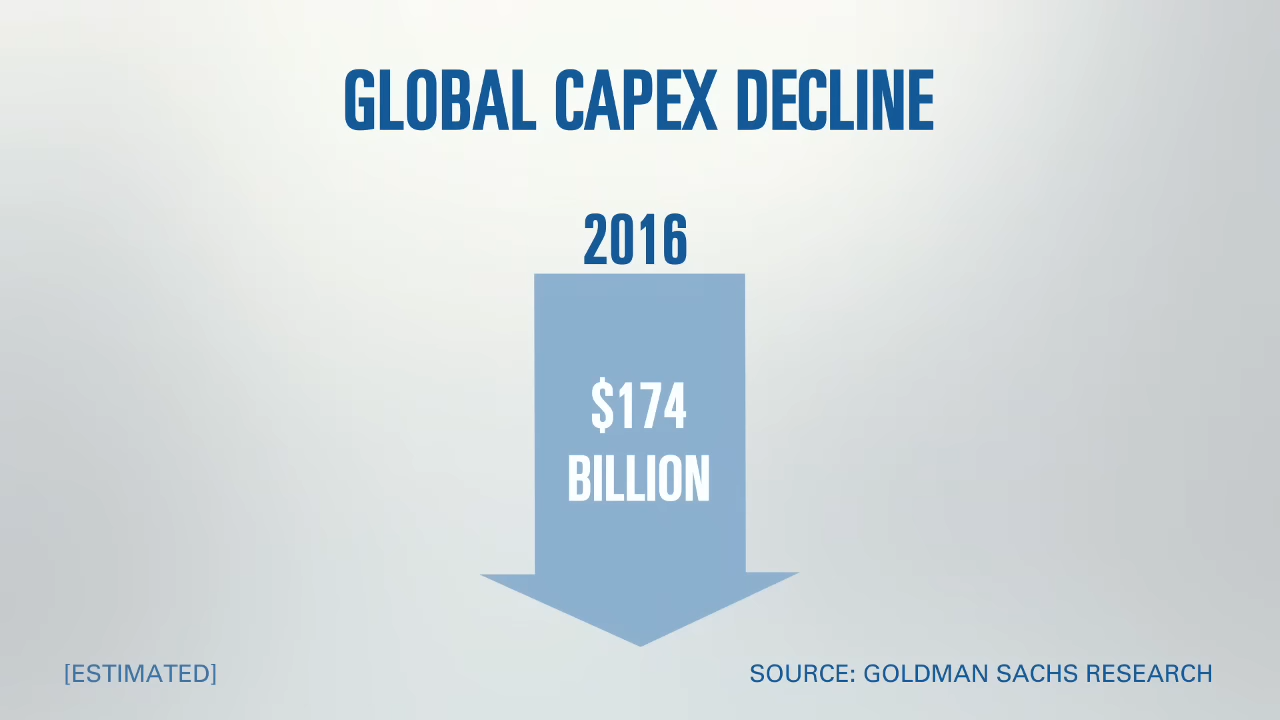 GLOBAL CAPEX DECLINE
2016
$174
BILLION
[ESTIMATED]
SOURCE: GOLDMAN SACHS RESEARCH